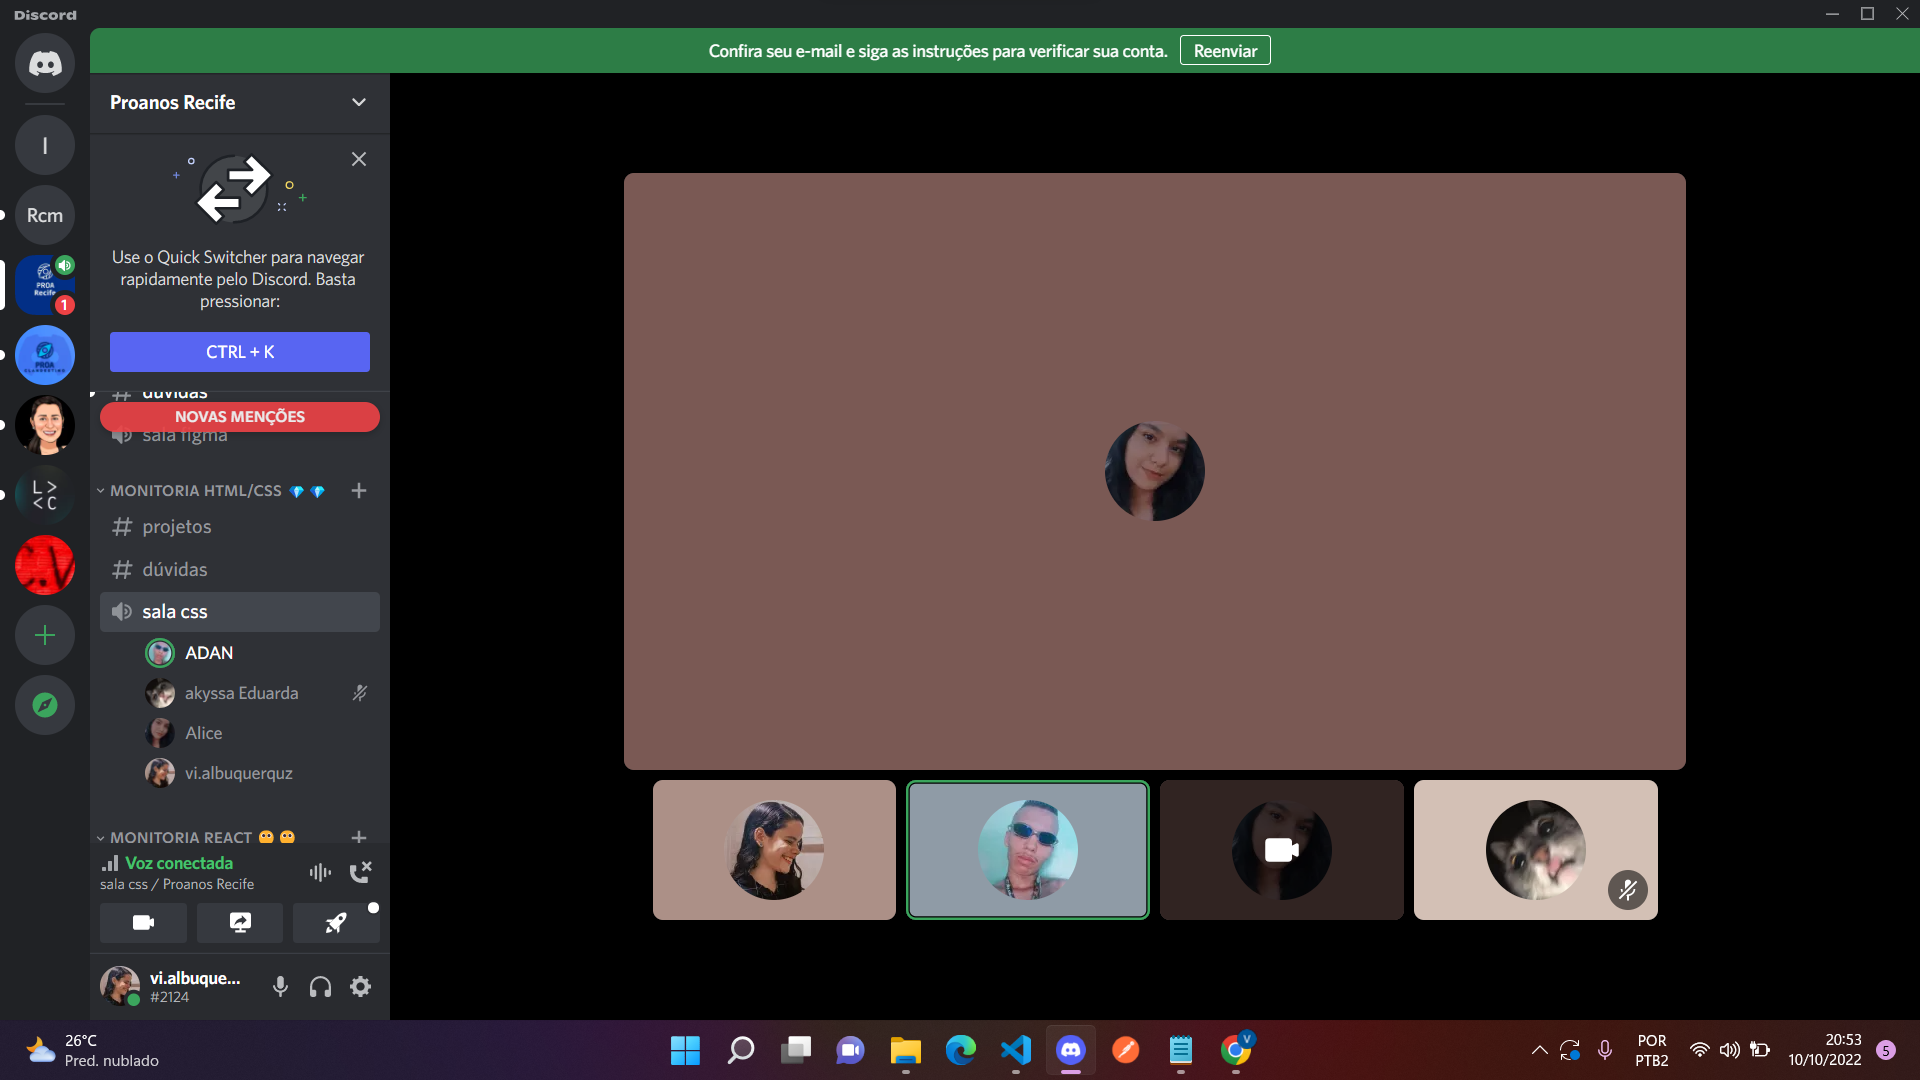 Discord
Confira seu e-mail e siga as instruções para verificar sua conta.
Reenviar
Proanos Recife
I
Rcm
PROA
Recife
1
PROA
L>
<C
C.V
Use o Quick Switcher para navegar
rapidamente pelo Discord. Basta
pressionar:
CTRL + K
dúvidas
NOVAS MENÇÕES
sala figma
MONITORIA HTML/CSS
projetos
dúvidas
sala css
ADAN
akyssa Eduarda
Alice
vi.albuquerquz
MONITORIA REACT
Voz conectada
sala css / Proanos Recife
vi.albuque...
#2124
26°C
Pred. nublado
V
POR
PTB2
20:53
10/10/2022
5